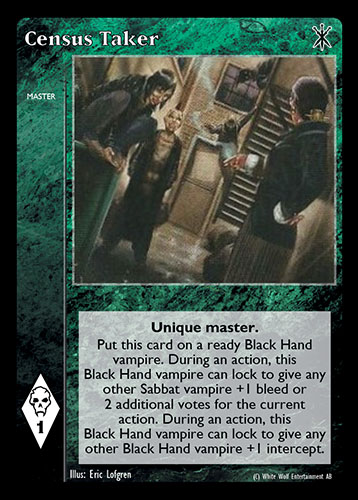 Census Taker
MASTER
Unique master.
Put this card on a ready Black Hand
vampire. During an action, this
Black Hand vampire can lock to give any
other Sabbat vampire +1 bleed or
2 additional votes for the current
action. During an action, this
Black Hand vampire can lock to give any
other Black Hand vampire +1 intercept.
1
Illus: Eric Lofgren
(C) White Wolf Entertainment AB